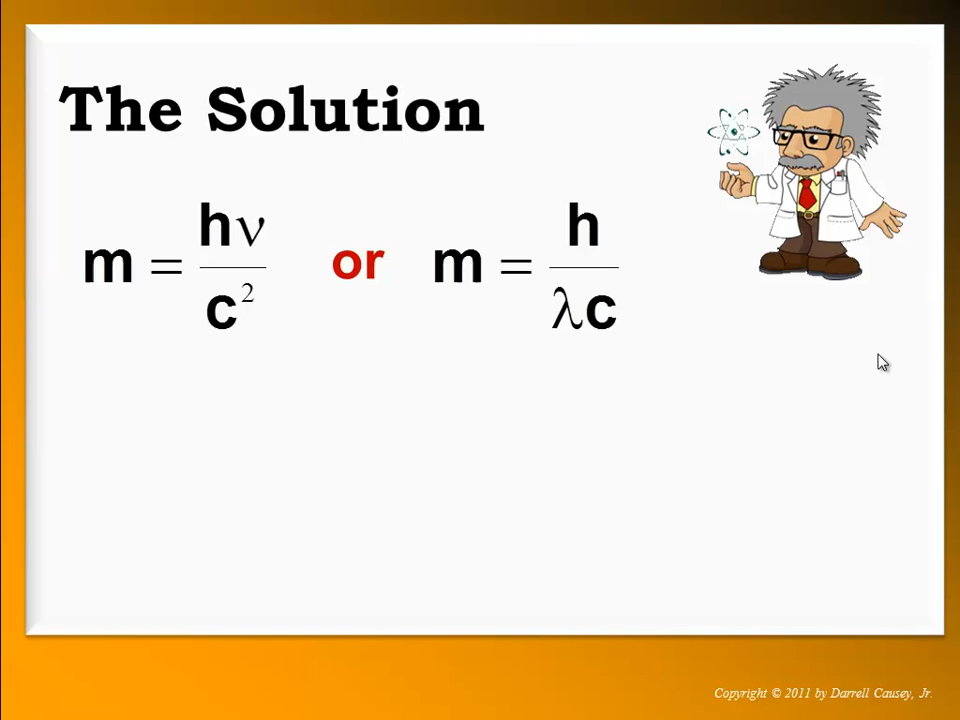 The Solution
m = hν/c² or m = h/λc
Copyright © 2011 by Darrell Causey, Jr.